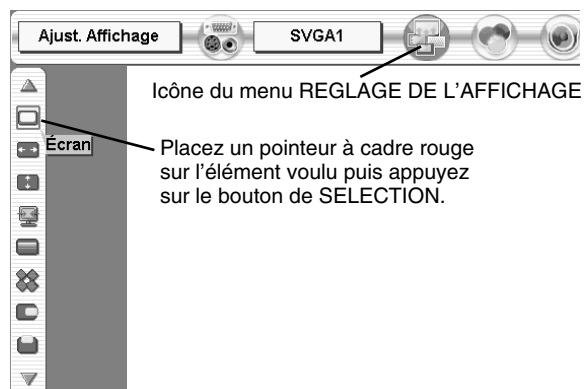 Ajust. Affichage
SVGA1
Icône du menu REGLAGE DE L'AFFICHAGE
Écran
Placez un pointeur à cadre rouge
sur l'élément voulu puis appuyez
sur le bouton de SELECTION.